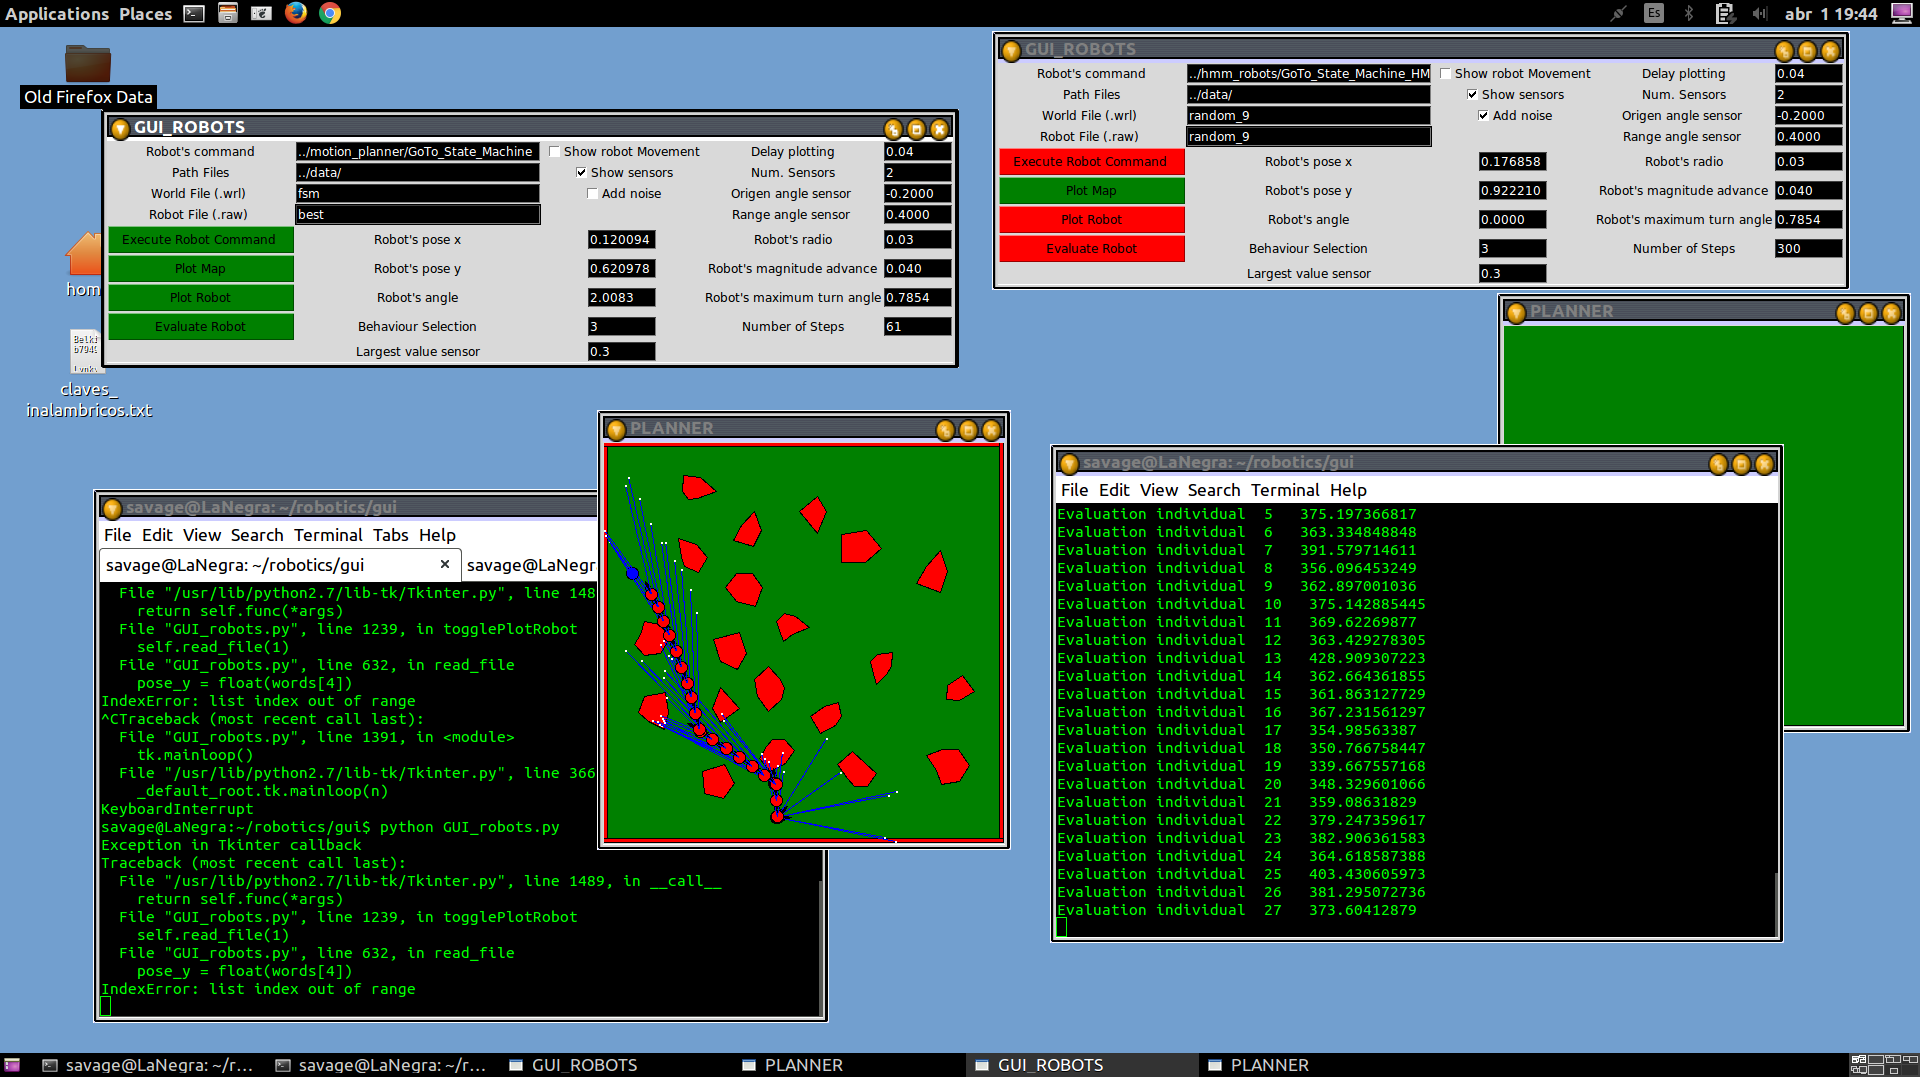 Applications Places
Es
abr 1 19:44
Old Firefox Data
hom
claves_
inalambricos.txt
GUI_ROBOTS
Robot's command ../motion_planner/GoTo_State_Machine Show robot Movement Delay plotting 0.04
Path Files ../data/ Show sensors Num. Sensors 2
World File (.wrl) fsm Add noise Origen angle sensor -0.2000
Robot File (.raw) best Range angle sensor 0.4000
Execute Robot Command Robot's pose x 0.120094 Robot's radio 0.03
Plot Map Robot's pose y 0.620978 Robot's magnitude advance 0.040
Plot Robot Robot's angle 2.0083 Robot's maximum turn angle 0.7854
Evaluate Robot Behaviour Selection 3 Number of Steps 61
Largest value sensor 0.3
GUI_ROBOTS
Robot's command ../hmm_robots/GoTo_State_Machine_HM Show robot Movement Delay plotting 0.04
Path Files ../data/ Show sensors Num. Sensors 2
World File (.wrl) random_9 Add noise Origen angle sensor -0.2000
Robot File (.raw) random_9 Range angle sensor 0.4000
Execute Robot Command Robot's pose x 0.176858 Robot's radio 0.03
Plot Map Robot's pose y 0.922210 Robot's magnitude advance 0.040
Plot Robot Robot's angle 0.0000 Robot's maximum turn angle 0.7854
Evaluate Robot Behaviour Selection 3 Number of Steps 300
Largest value sensor 0.3
PLANNER
PLANNER
savage@LaNegra: ~/robotics/gui
File Edit View Search Terminal Tabs Help
savage@LaNegra: ~/robotics/gui × savage@LaNegra
File "/usr/lib/python2.7/lib-tk/Tkinter.py", line 148
return self.func(*args)
File "GUI_robots.py", line 1239, in togglePlotRobot
self.read_file(1)
File "GUI_robots.py", line 632, in read_file
pose_y = float(words[4])
IndexError: list index out of range
^CTraceback (most recent call last):
File "GUI_robots.py", line 1391, in <module>
tk.mainloop()
File "/usr/lib/python2.7/lib-tk/Tkinter.py", line 366
_default_root.tk.mainloop(n)
KeyboardInterrupt
savage@LaNegra:~/robotics/gui$ python GUI_robots.py
Exception in Tkinter callback
Traceback (most recent call last):
File "/usr/lib/python2.7/lib-tk/Tkinter.py", line 1489, in __call__
return self.func(*args)
File "GUI_robots.py", line 1239, in togglePlotRobot
self.read_file(1)
File "GUI_robots.py", line 632, in read_file
pose_y = float(words[4])
IndexError: list index out of range
savage@LaNegra: ~/robotics/gui
File Edit View Search Terminal Help
Evaluation individual 5 375.197366817
Evaluation individual 6 363.334848848
Evaluation individual 7 391.579714611
Evaluation individual 8 356.096453249
Evaluation individual 9 362.897001036
Evaluation individual 10 375.142885445
Evaluation individual 11 369.62269877
Evaluation individual 12 363.429278305
Evaluation individual 13 428.909307223
Evaluation individual 14 362.664361855
Evaluation individual 15 361.863127729
Evaluation individual 16 367.231561297
Evaluation individual 17 354.98563387
Evaluation individual 18 350.766758447
Evaluation individual 19 339.667557168
Evaluation individual 20 348.329601066
Evaluation individual 21 359.08631829
Evaluation individual 22 379.247359617
Evaluation individual 23 382.906361583
Evaluation individual 24 364.618587388
Evaluation individual 25 403.430605973
Evaluation individual 26 381.295072736
Evaluation individual 27 373.60412879
savage@LaNegra: ~/r... savage@LaNegra: ~/r... GUI_ROBOTS PLANNER GUI_ROBOTS PLANNER